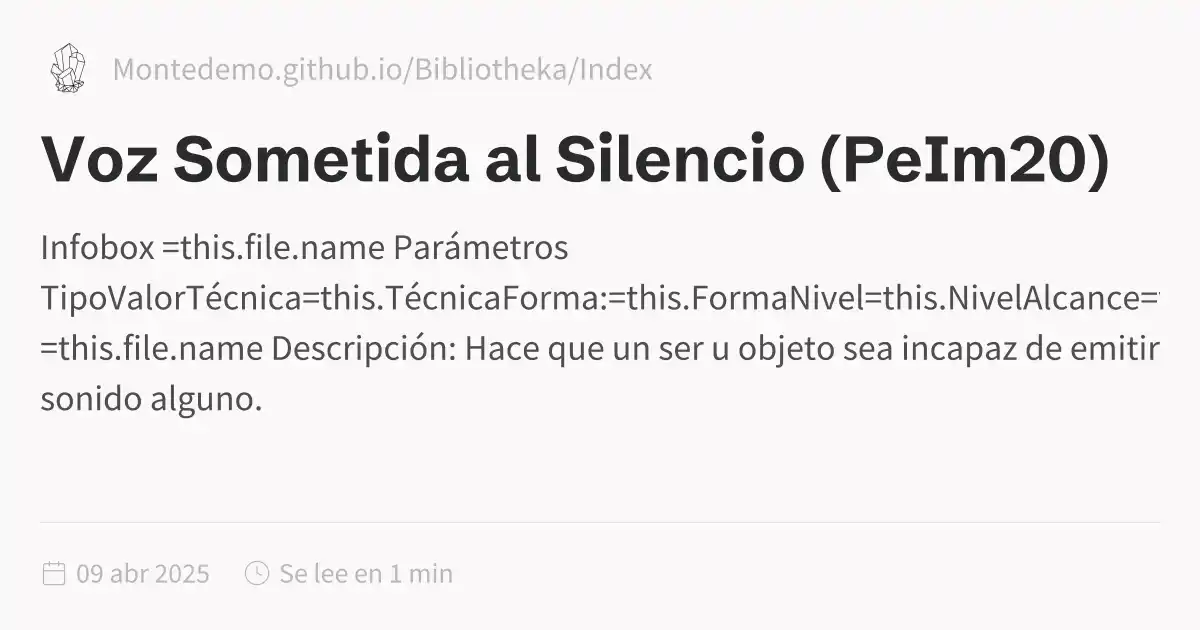 Montedemo.github.io/Bibliotheka/Index
Voz Sometida al Silencio (PeIm20)
Infobox =this.file.name Parámetros
TipoValorTécnica=this.TécnicaForma:=this.FormaNivel=this.NivelAlcance=
=this.file.name Descripción: Hace que un ser u objeto sea incapaz de emitir
sonido alguno.
09 abr 2025 Se lee en 1 min